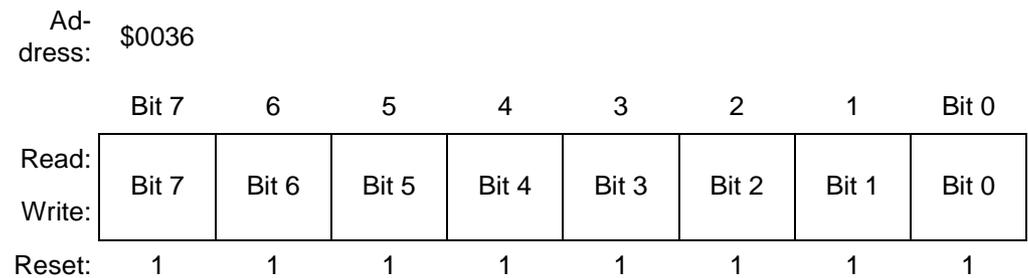 Ad-
dress: $0036
Bit 7 6 5 4 3 2 1 Bit 0
Read:
Bit 7 Bit 6 Bit 5 Bit 4 Bit 3 Bit 2 Bit 1 Bit 0
Write:
Reset: 1 1 1 1 1 1 1 1